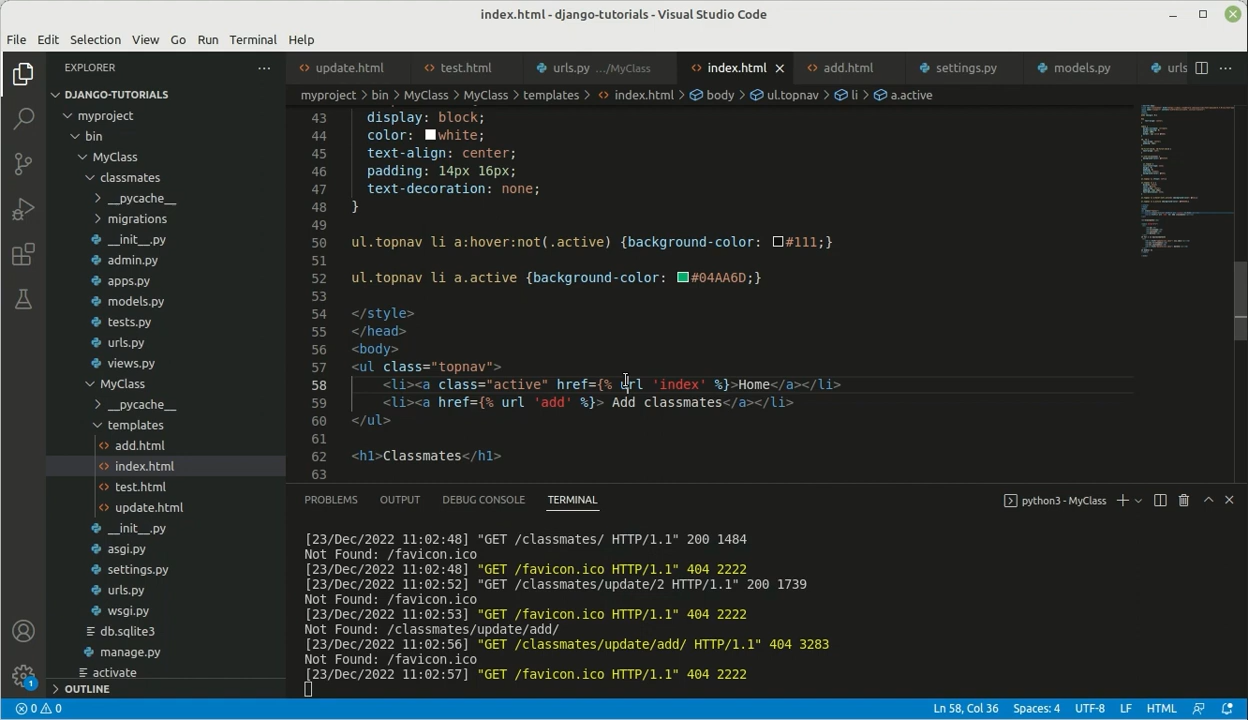 index.html - django-tutorials - Visual Studio Code
File Edit Selection View Go Run Terminal Help
EXPLORER
update.html test.html urls.py .../MyClass index.html add.html settings.py models.py urls
DJANGO-TUTORIALS
myproject > bin > MyClass > MyClass > templates > index.html > body > ul.topnav > li > a.active
myproject
bin
MyClass
classmates
__pycache__
migrations
__init__.py
admin.py
apps.py
models.py
tests.py
urls.py
views.py
MyClass
__pycache__
templates
add.html
index.html
test.html
update.html
__init__.py
asgi.py
settings.py
urls.py
wsgi.py
db.sqlite3
manage.py
activate
OUTLINE
43 display: block;
44 color: white;
45 text-align: center;
46 padding: 14px 16px;
47 text-decoration: none;
48 }
49
50 ul.topnav li a:hover:not(.active) {background-color: #111;}
51
52 ul.topnav li a.active {background-color: #04AA6D;}
53
54 </style>
55 </head>
56 <body>
57 <ul class="topnav">
58 <li><a class="active" href={% url 'index' %}>Home</a></li>
59 <li><a href={% url 'add' %}> Add classmates</a></li>
60 </ul>
61
62 <h1>Classmates</h1>
63
PROBLEMS OUTPUT DEBUG CONSOLE TERMINAL python3 - MyClass
[23/Dec/2022 11:02:48] "GET /classmates/ HTTP/1.1" 200 1484
Not Found: /favicon.ico
[23/Dec/2022 11:02:48] "GET /favicon.ico HTTP/1.1" 404 2222
[23/Dec/2022 11:02:52] "GET /classmates/update/2 HTTP/1.1" 200 1739
Not Found: /favicon.ico
[23/Dec/2022 11:02:53] "GET /favicon.ico HTTP/1.1" 404 2222
Not Found: /classmates/update/add/
[23/Dec/2022 11:02:56] "GET /classmates/update/add/ HTTP/1.1" 404 3283
Not Found: /favicon.ico
[23/Dec/2022 11:02:57] "GET /favicon.ico HTTP/1.1" 404 2222
1
0 0 Ln 58, Col 36 Spaces: 4 UTF-8 LF HTML